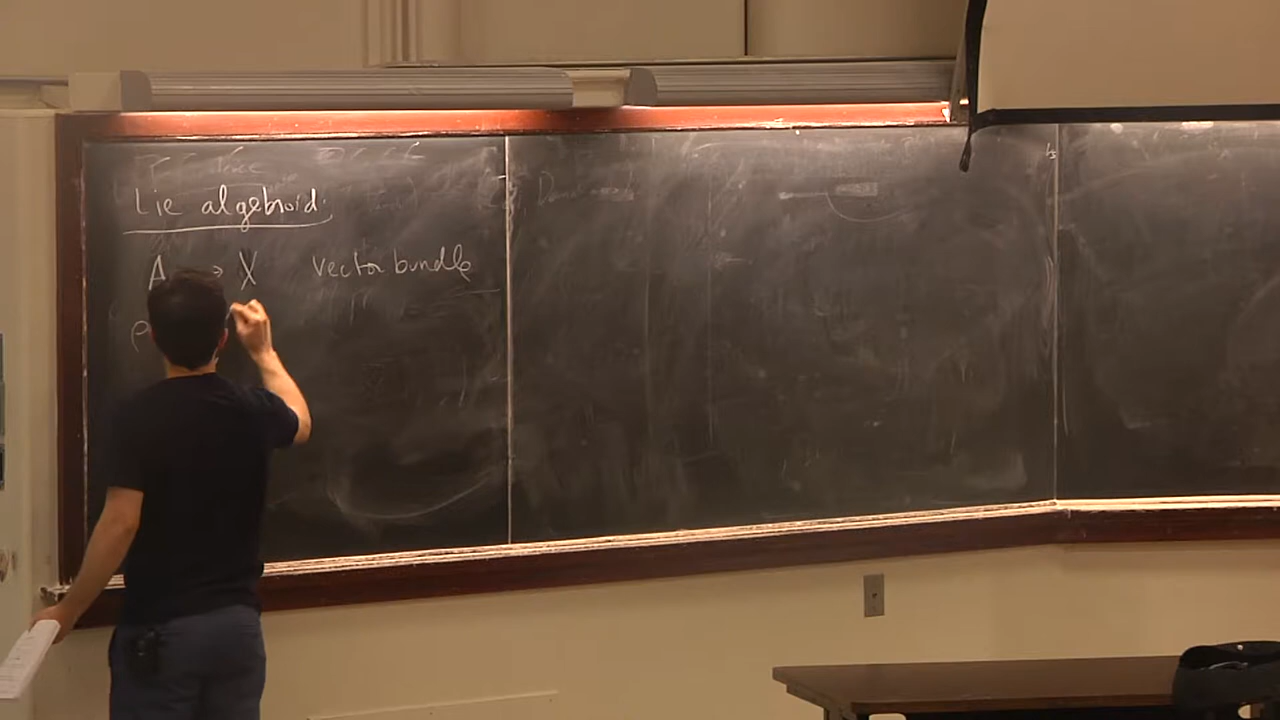 Lie algebroid:
A → X vector bundle
ρ